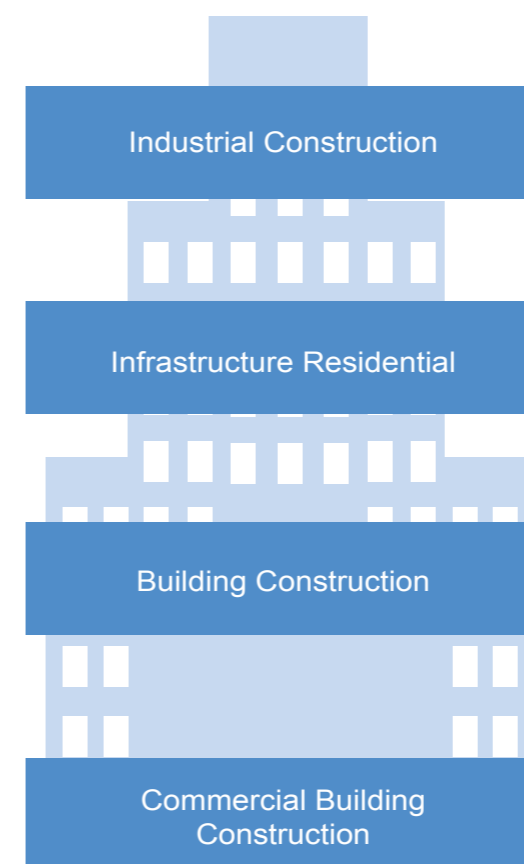 Industrial Construction
Infrastructure Residential
Building Construction
Commercial Building
Construction